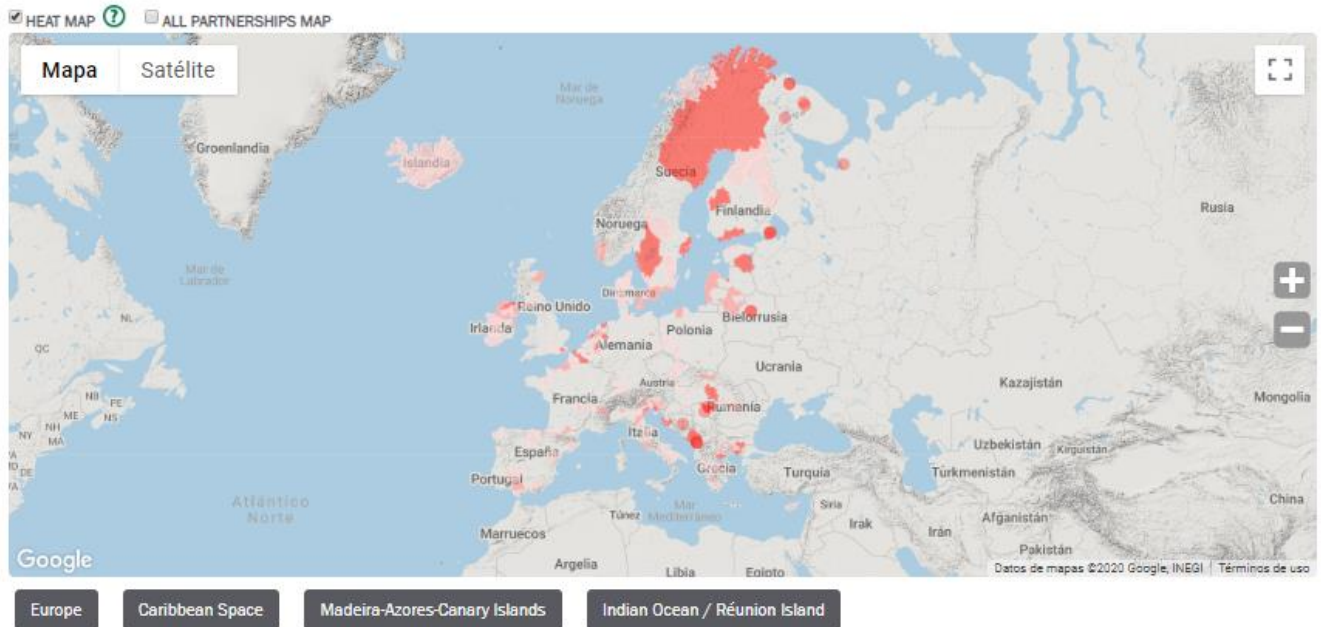 HEAT MAP ? ALL PARTNERSHIPS MAP
Mapa Satélite
Mar de
Noruega
Groenlandia
Islandia
Suecia
Finlandia
Rusia
Noruega
Mar de
Labrador
Dinamarca
Reino Unido
NL
Irlanda
Bielorrusia
Polonia
Alemania
QC
Ucrania
Austria
Kazajistán
Francia
Rumanía
Mongolia
NB
PE
ME
NS
NH
NY
MA
Italia
España
Uzbekistán
Kirguistán
DE
Grecia
Turquía
Turkmenistán
Portugal
China
Atlántico
Norte
Mar
Mediterráneo
Túnez
Siria
Irak
Irán
Afganistán
Marruecos
Pakistán
Google
Argelia
Libia
Egipto
Datos de mapas ©2020 Google, INEGI Términos de uso
Europe Caribbean Space Madeira-Azores-Canary Islands Indian Ocean / Réunion Island